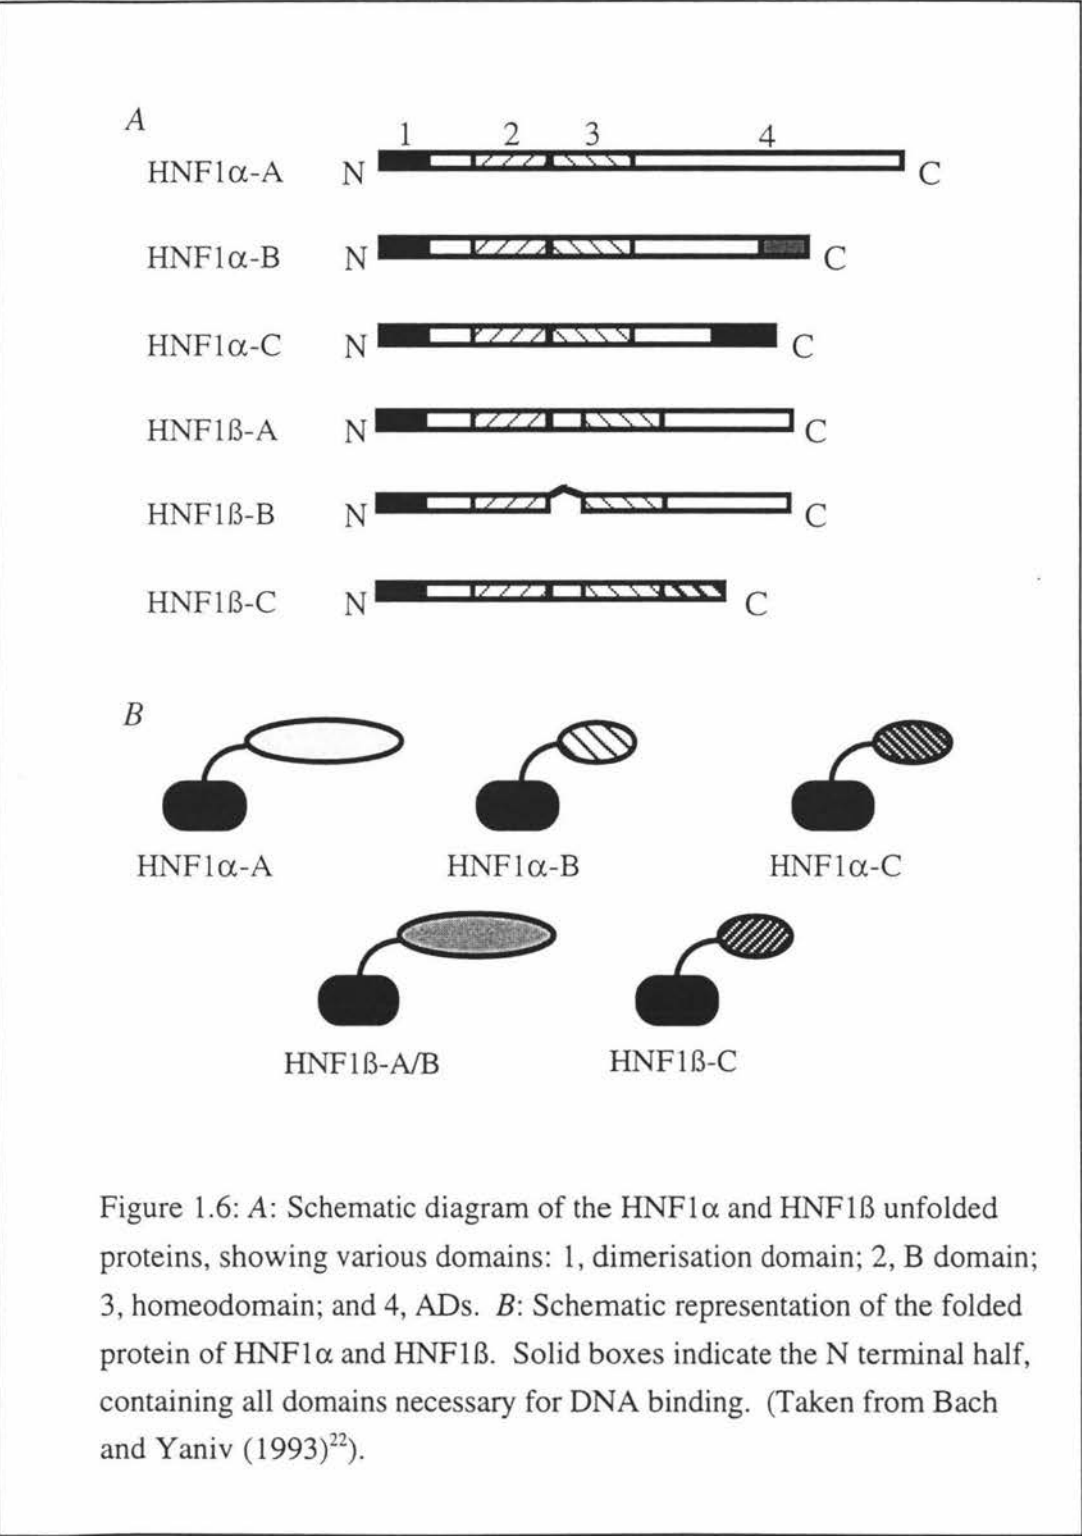 A
1 2 3 4
HNF1α-A N C
HNF1α-B N C
HNF1α-C N C
HNF1ß-A N C
HNF1ß-B N C
HNF1ß-C N C
B
HNF1α-A HNF1α-B HNF1α-C
HNF1ß-A/B HNF1ß-C
Figure 1.6: A: Schematic diagram of the HNF1α and HNF1ß unfolded
proteins, showing various domains: 1, dimerisation domain; 2, B domain;
3, homeodomain; and 4, ADs. B: Schematic representation of the folded
protein of HNF1α and HNF1ß. Solid boxes indicate the N terminal half,
containing all domains necessary for DNA binding. (Taken from Bach
and Yaniv (1993)²²).